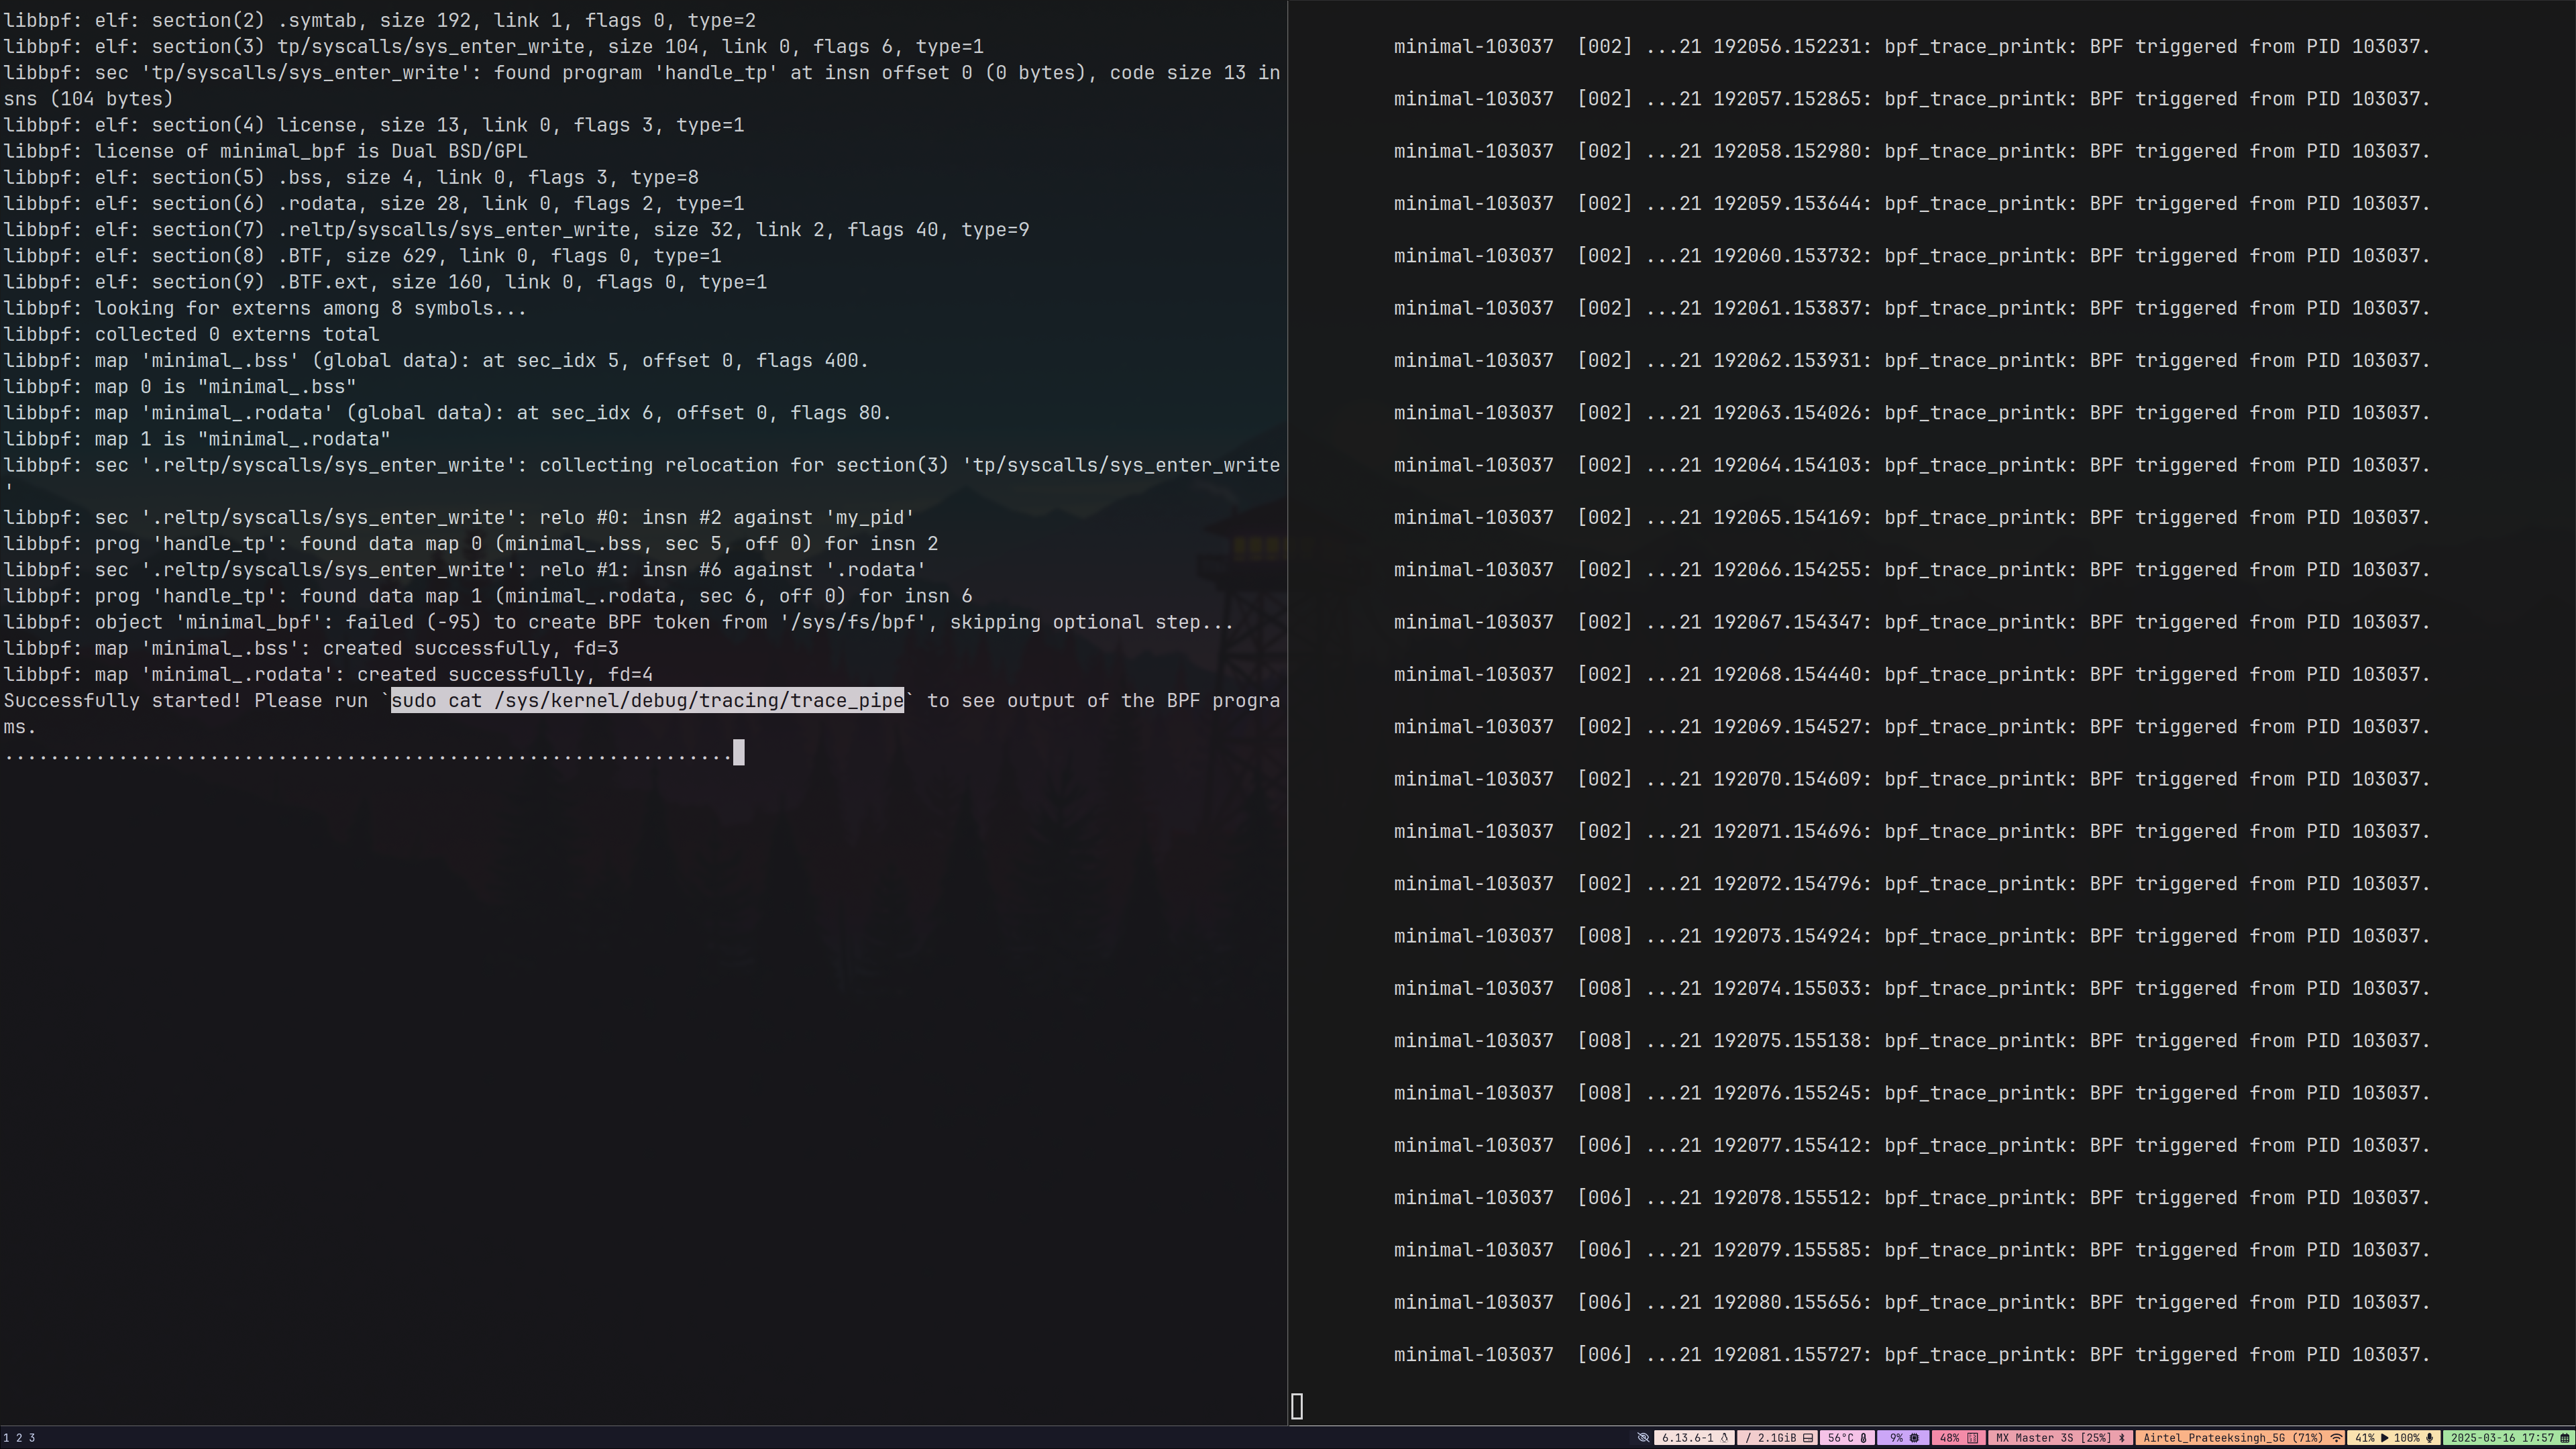 libbpf: elf: section(2) .symtab, size 192, link 1, flags 0, type=2
libbpf: elf: section(3) tp/syscalls/sys_enter_write, size 104, link 0, flags 6, type=1
libbpf: sec 'tp/syscalls/sys_enter_write': found program 'handle_tp' at insn offset 0 (0 bytes), code size 13 in
sns (104 bytes)
libbpf: elf: section(4) license, size 13, link 0, flags 3, type=1
libbpf: license of minimal_bpf is Dual BSD/GPL
libbpf: elf: section(5) .bss, size 4, link 0, flags 3, type=8
libbpf: elf: section(6) .rodata, size 28, link 0, flags 2, type=1
libbpf: elf: section(7) .reltp/syscalls/sys_enter_write, size 32, link 2, flags 40, type=9
libbpf: elf: section(8) .BTF, size 629, link 0, flags 0, type=1
libbpf: elf: section(9) .BTF.ext, size 160, link 0, flags 0, type=1
libbpf: looking for externs among 8 symbols...
libbpf: collected 0 externs total
libbpf: map 'minimal_.bss' (global data): at sec_idx 5, offset 0, flags 400.
libbpf: map 0 is "minimal_.bss"
libbpf: map 'minimal_.rodata' (global data): at sec_idx 6, offset 0, flags 80.
libbpf: map 1 is "minimal_.rodata"
libbpf: sec '.reltp/syscalls/sys_enter_write': collecting relocation for section(3) 'tp/syscalls/sys_enter_write
'
libbpf: sec '.reltp/syscalls/sys_enter_write': relo #0: insn #2 against 'my_pid'
libbpf: prog 'handle_tp': found data map 0 (minimal_.bss, sec 5, off 0) for insn 2
libbpf: sec '.reltp/syscalls/sys_enter_write': relo #1: insn #6 against '.rodata'
libbpf: prog 'handle_tp': found data map 1 (minimal_.rodata, sec 6, off 0) for insn 6
libbpf: object 'minimal_bpf': failed (-95) to create BPF token from '/sys/fs/bpf', skipping optional step...
libbpf: map 'minimal_.bss': created successfully, fd=3
libbpf: map 'minimal_.rodata': created successfully, fd=4
Successfully started! Please run `sudo cat /sys/kernel/debug/tracing/trace_pipe` to see output of the BPF progra
ms.
................................................................
minimal-103037 [002] ...21 192056.152231: bpf_trace_printk: BPF triggered from PID 103037.
minimal-103037 [002] ...21 192057.152865: bpf_trace_printk: BPF triggered from PID 103037.
minimal-103037 [002] ...21 192058.152980: bpf_trace_printk: BPF triggered from PID 103037.
minimal-103037 [002] ...21 192059.153644: bpf_trace_printk: BPF triggered from PID 103037.
minimal-103037 [002] ...21 192060.153732: bpf_trace_printk: BPF triggered from PID 103037.
minimal-103037 [002] ...21 192061.153837: bpf_trace_printk: BPF triggered from PID 103037.
minimal-103037 [002] ...21 192062.153931: bpf_trace_printk: BPF triggered from PID 103037.
minimal-103037 [002] ...21 192063.154026: bpf_trace_printk: BPF triggered from PID 103037.
minimal-103037 [002] ...21 192064.154103: bpf_trace_printk: BPF triggered from PID 103037.
minimal-103037 [002] ...21 192065.154169: bpf_trace_printk: BPF triggered from PID 103037.
minimal-103037 [002] ...21 192066.154255: bpf_trace_printk: BPF triggered from PID 103037.
minimal-103037 [002] ...21 192067.154347: bpf_trace_printk: BPF triggered from PID 103037.
minimal-103037 [002] ...21 192068.154440: bpf_trace_printk: BPF triggered from PID 103037.
minimal-103037 [002] ...21 192069.154527: bpf_trace_printk: BPF triggered from PID 103037.
minimal-103037 [002] ...21 192070.154609: bpf_trace_printk: BPF triggered from PID 103037.
minimal-103037 [002] ...21 192071.154696: bpf_trace_printk: BPF triggered from PID 103037.
minimal-103037 [002] ...21 192072.154796: bpf_trace_printk: BPF triggered from PID 103037.
minimal-103037 [008] ...21 192073.154924: bpf_trace_printk: BPF triggered from PID 103037.
minimal-103037 [008] ...21 192074.155033: bpf_trace_printk: BPF triggered from PID 103037.
minimal-103037 [008] ...21 192075.155138: bpf_trace_printk: BPF triggered from PID 103037.
minimal-103037 [008] ...21 192076.155245: bpf_trace_printk: BPF triggered from PID 103037.
minimal-103037 [006] ...21 192077.155412: bpf_trace_printk: BPF triggered from PID 103037.
minimal-103037 [006] ...21 192078.155512: bpf_trace_printk: BPF triggered from PID 103037.
minimal-103037 [006] ...21 192079.155585: bpf_trace_printk: BPF triggered from PID 103037.
minimal-103037 [006] ...21 192080.155656: bpf_trace_printk: BPF triggered from PID 103037.
minimal-103037 [006] ...21 192081.155727: bpf_trace_printk: BPF triggered from PID 103037.
1 2 3 6.13.6-1 / 2.1GiB 56°C 9% 48% MX Master 3S [25%] Airtel_Prateeksingh_5G (71%) 41% 100% 2025-03-16 17:57